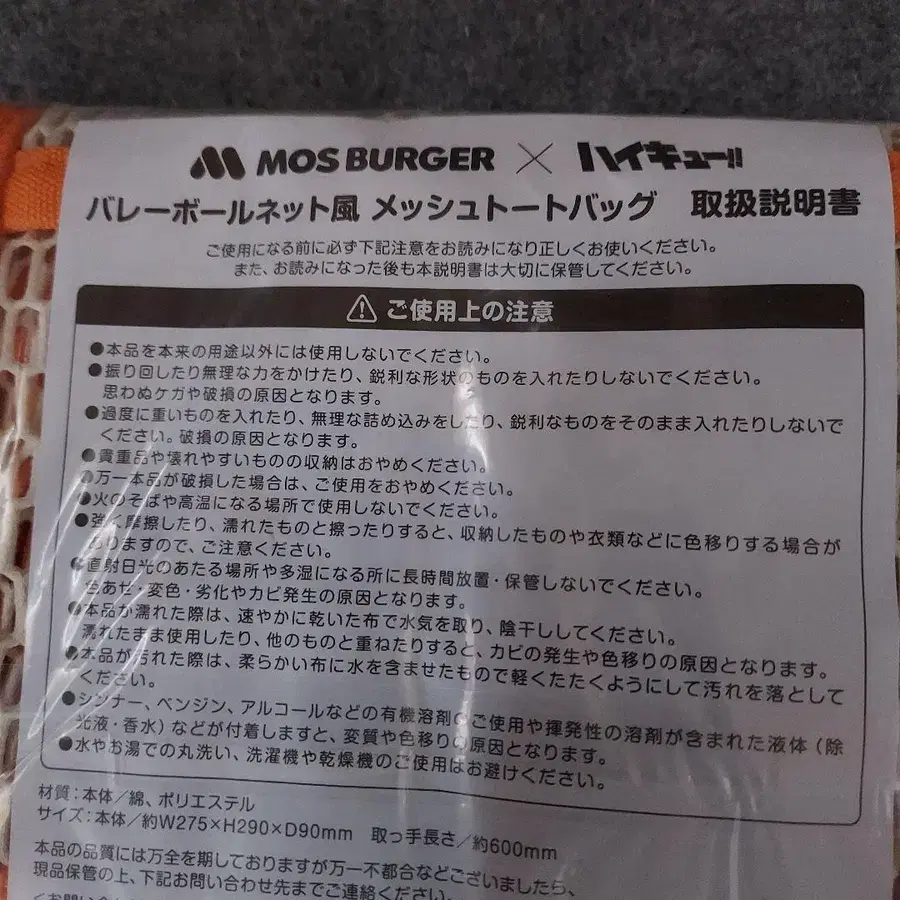 MOS BURGER × ハイキュー!!
バレーボールネット風 メッシュトートバッグ 取扱説明書
ご使用になる前に必ず下記注意をお読みになり正しくお使いください。
また、お読みになった後も本説明書は大切に保管してください。
ご使用上の注意
●本品を本来の用途以外には使用しないでください。
●振り回したり無理な力をかけたり、鋭利な形状のものを入れたりしないでください。
思わぬケガや破損の原因となります。
●過度に重いものを入れたり、無理な詰め込みをしたり、鋭利なものをそのまま入れたりしないで
ください。破損の原因となります。
●貴重品や壊れやすいものの収納はおやめください。
●万一本品が破損した場合は、ご使用をおやめください。
●火のそばや高温になる場所で使用しないでください。
●強く摩擦したり、濡れたものと擦ったりすると、収納したものや衣類などに色移りする場合が
ありますので、ご注意ください。
●直射日光のあたる場所や多湿になる所に長時間放置・保管しないでください。
色あせ・変色・劣化やカビ発生の原因となります。
●本品が濡れた際は、速やかに乾いた布で水気を取り、陰干ししてください。
濡れたまま使用したり、他のものと重ねたりすると、カビの発生や色移りの原因となります。
●本品が汚れた際は、柔らかい布に水を含ませたもので軽くたたくようにして汚れを落として
ください。
●シンナー、ベンジン、アルコールなどの有機溶剤のご使用や揮発性の溶剤が含まれた液体（除
光液・香水）などが付着しますと、変質や色移りの原因となります。
●水やお湯での丸洗い、洗濯機や乾燥機のご使用はお避けください。
材質：本体／綿、ポリエステル
サイズ：本体／約W275×H290×D90mm 取っ手長さ／約600mm
本品の品質には万全を期しておりますが万一不都合などございましたら、
現品保管の上、下記お問い合わせ先までご連絡ください。